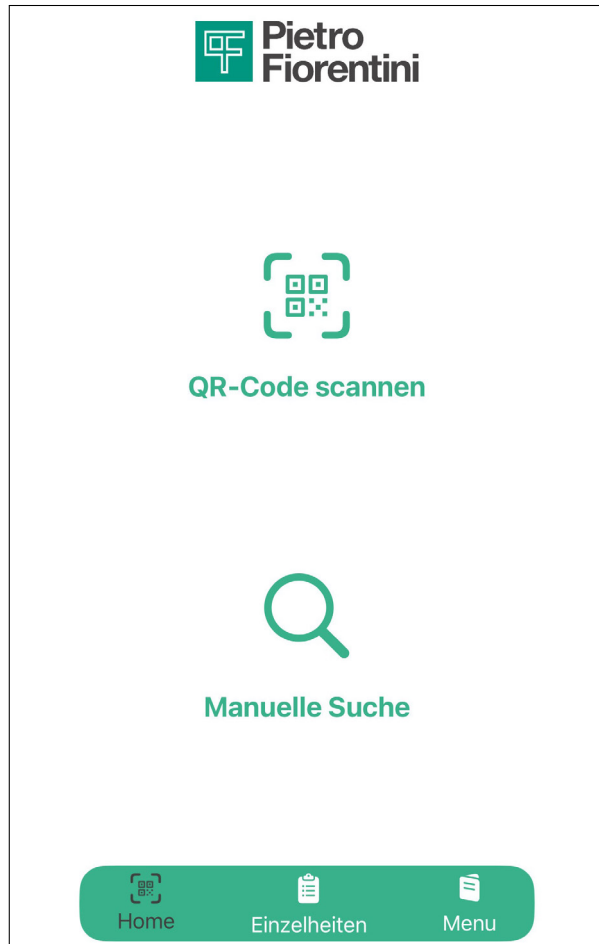 Pietro
Fiorentini
QR-Code scannen
Manuelle Suche
Home
Einzelheiten
Menu